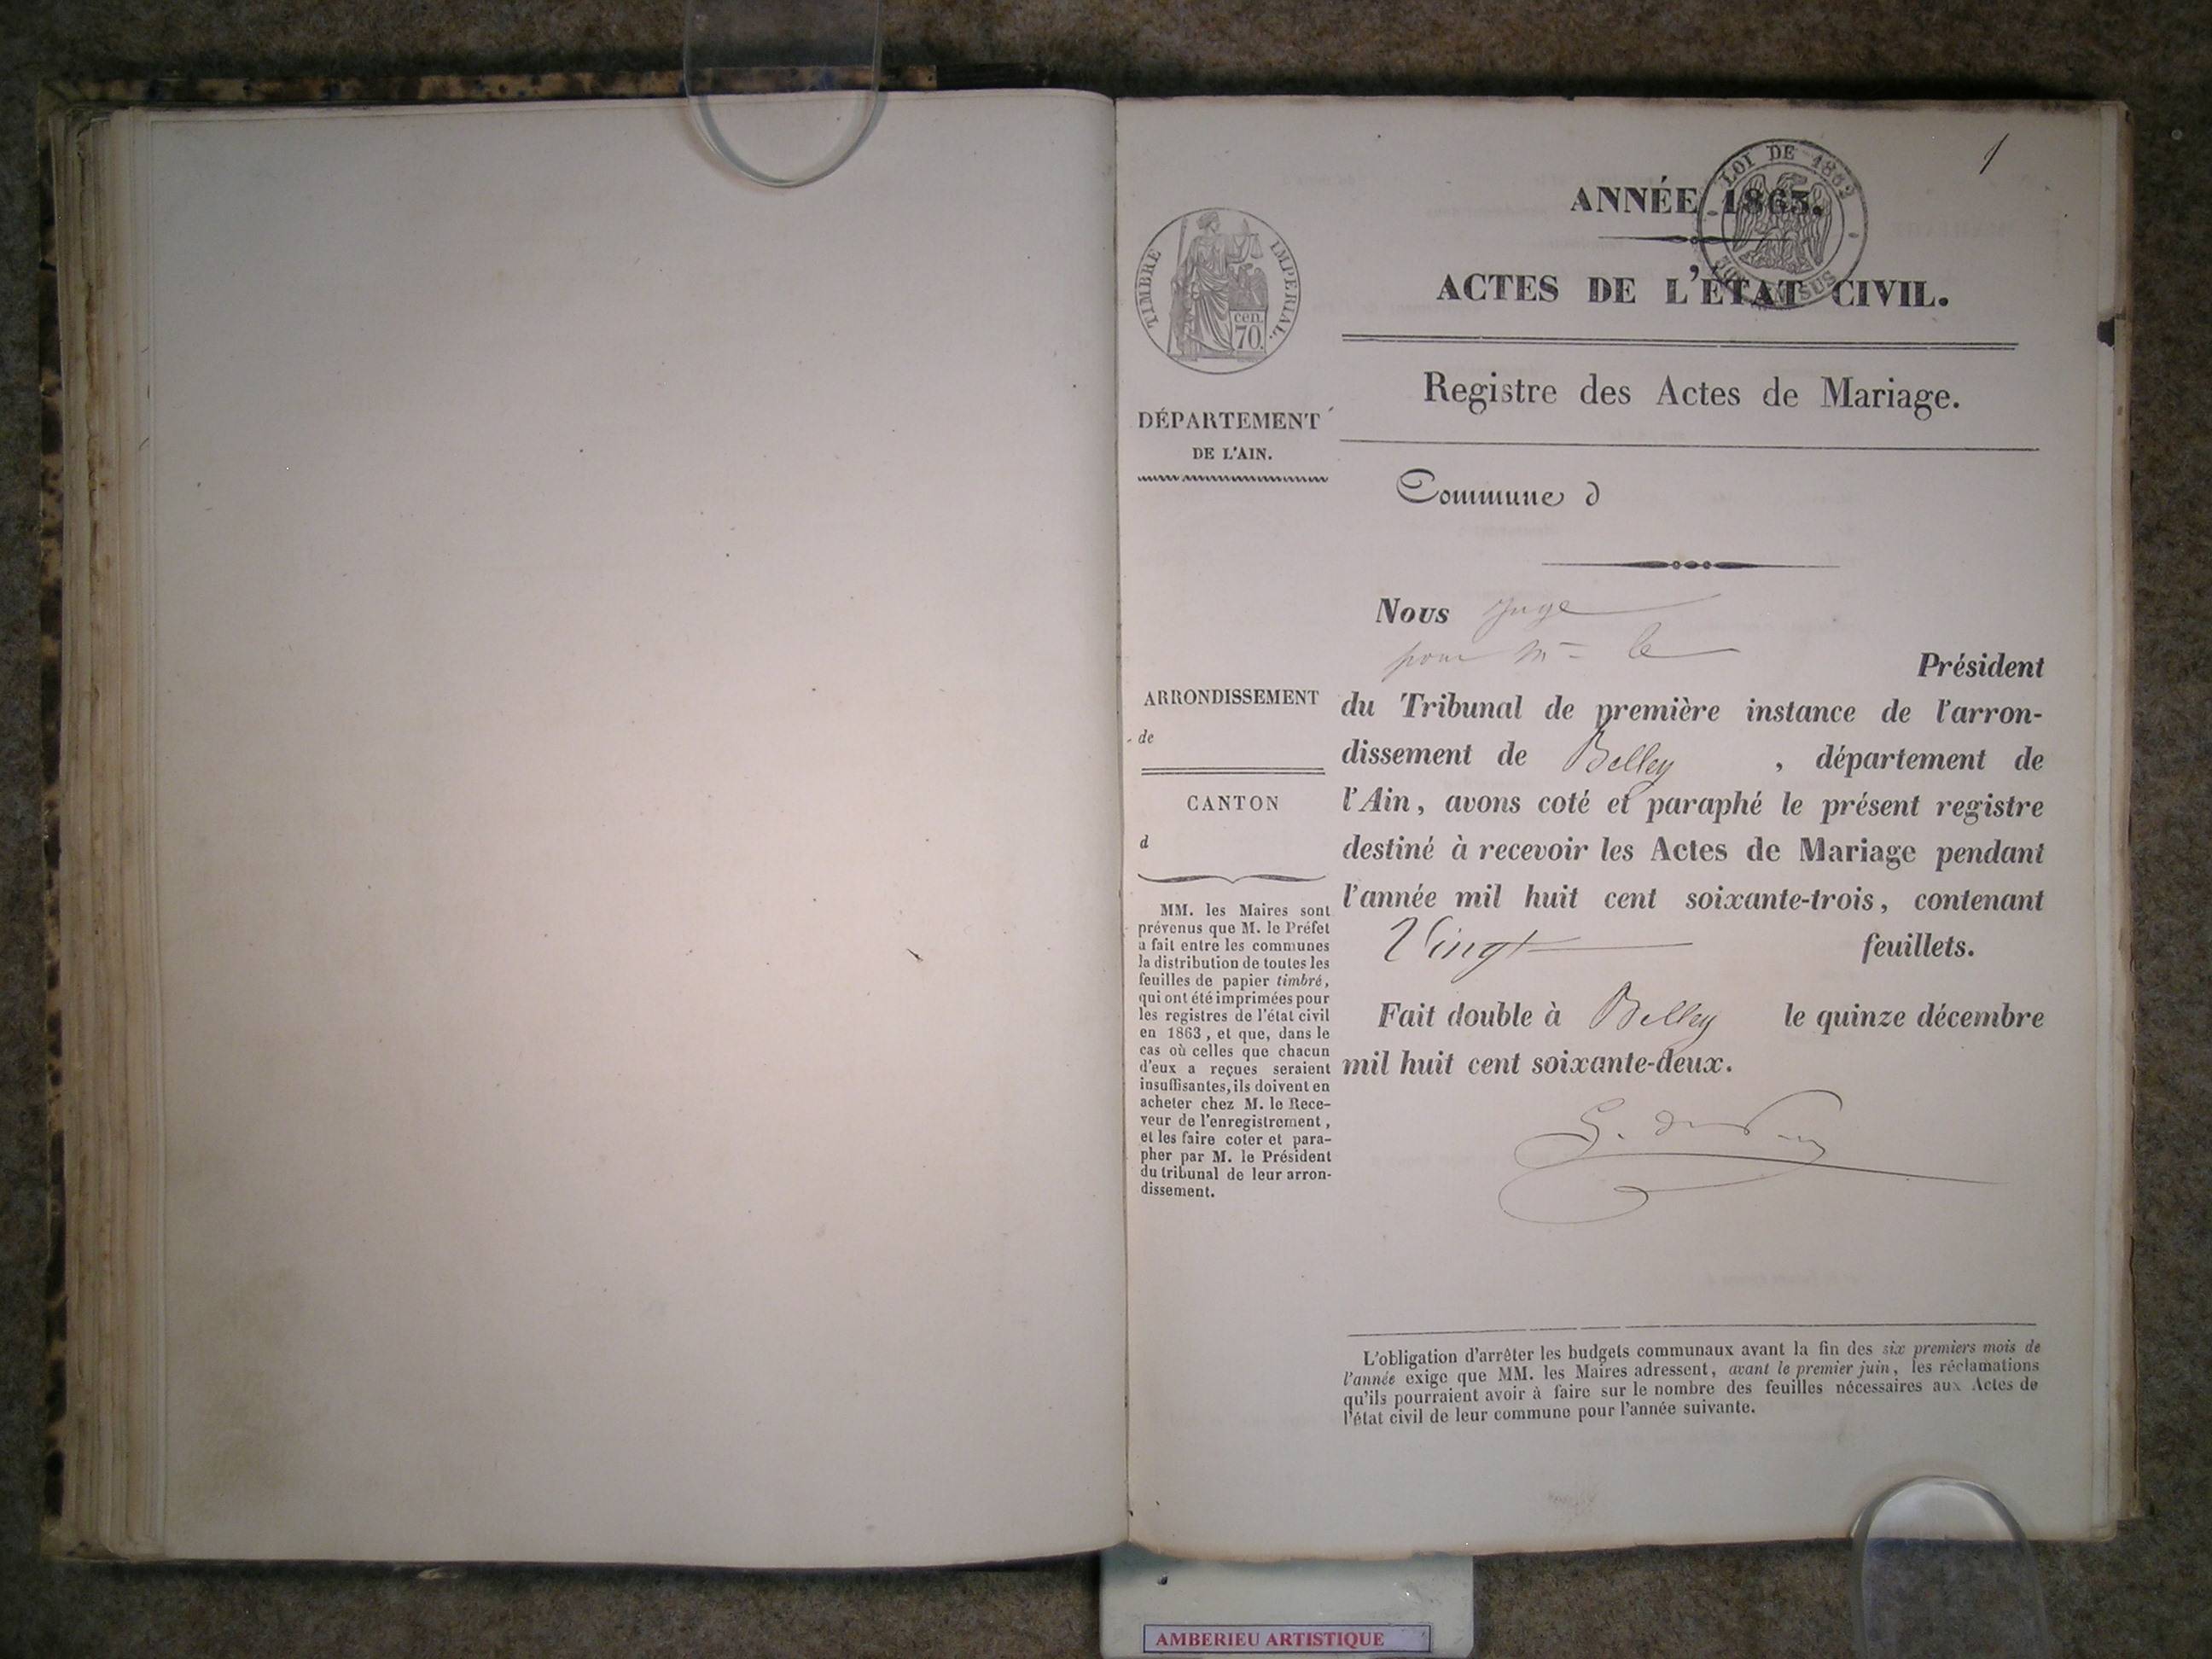 1
LOI DE 1862
ANNÉE 1863.
ACTES DE L'ÉTAT CIVIL.
TIMBRE IMPERIAL.
cen.
70.
Registre des Actes de Mariage.
DÉPARTEMENT
DE L'AIN.
Commune d
Nous Juge
pour Mr le
Président
du Tribunal de première instance de l'arron-
dissement de Belley , département de
l'Ain, avons coté et paraphé le présent registre
destiné à recevoir les Actes de Mariage pendant
l'année mil huit cent soixante-trois, contenant
Vingt feuillets.
Fait double à Belley le quinze décembre
mil huit cent soixante-deux.
ARRONDISSEMENT
de
CANTON
d
MM. les Maires sont
prévenus que M. le Préfet
a fait entre les communes
la distribution de toutes les
feuilles de papier timbré,
qui ont été imprimées pour
les registres de l'état civil
en 1863, et que, dans le
cas où celles que chacun
d'eux a reçues seraient
insuffisantes, ils doivent en
acheter chez M. le Rece-
veur de l'enregistrement,
et les faire coter et para-
pher par M. le Président
du tribunal de leur arron-
dissement.
L'obligation d'arrêter les budgets communaux avant la fin des six premiers mois de
l'année exige que MM. les Maires adressent, avant le premier juin, les réclamations
qu'ils pourraient avoir à faire sur le nombre des feuilles nécessaires aux Actes de
l'état civil de leur commune pour l'année suivante.
AMBERIEU ARTISTIQUE